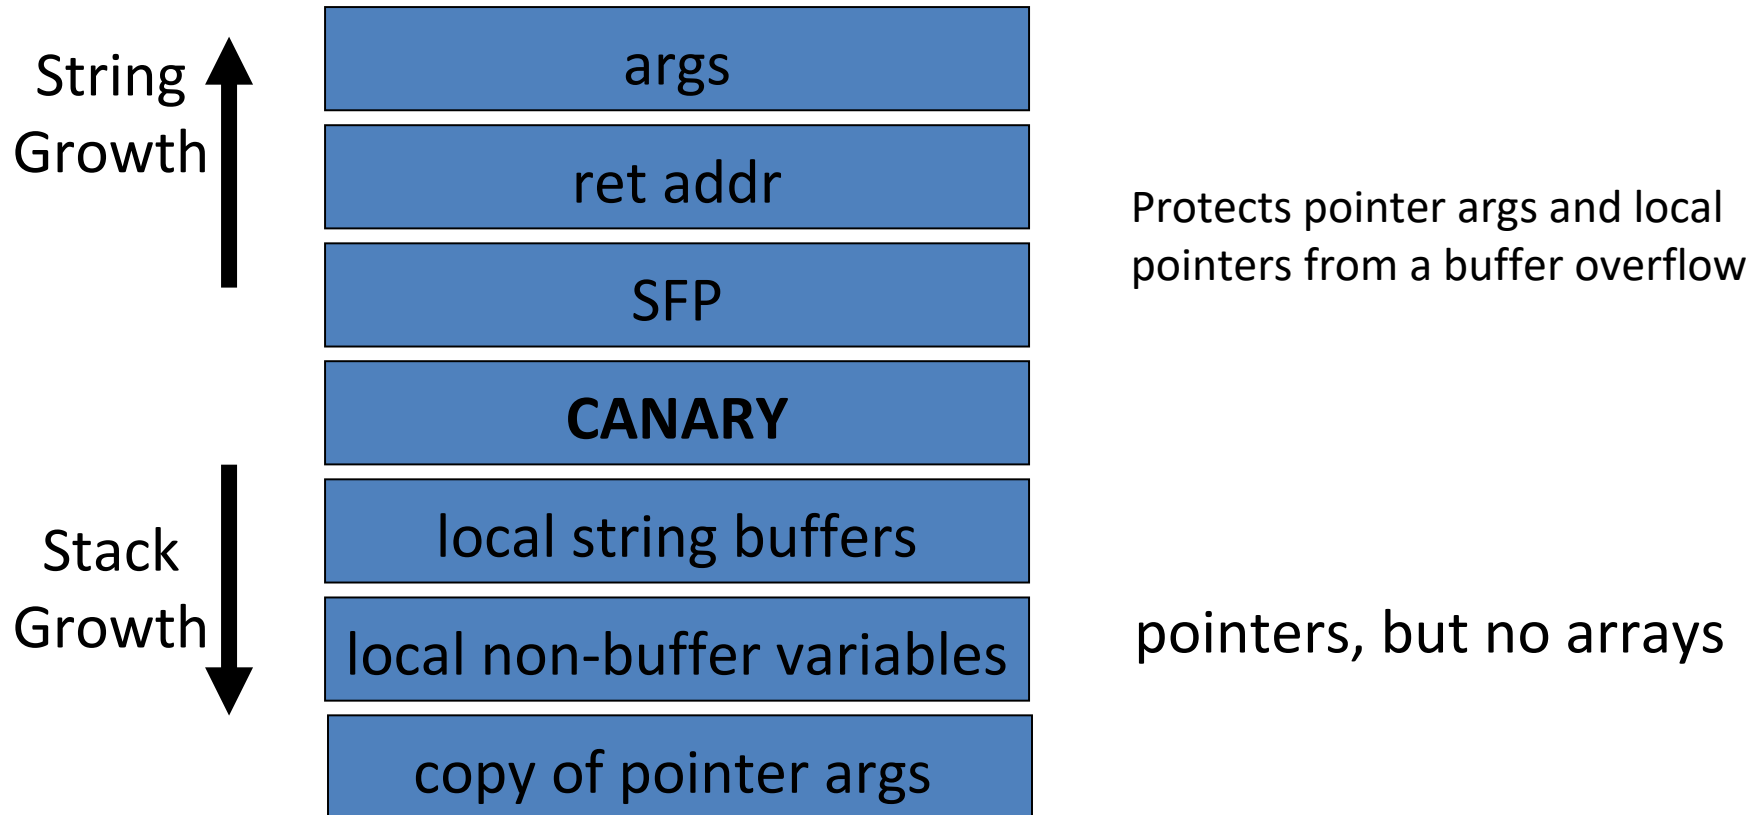 String
Growth
args
ret addr
SFP
Protects pointer args and local
pointers from a buffer overflow
CANARY
Stack
Growth
local string buffers
local non-buffer variables
pointers, but no arrays
copy of pointer args